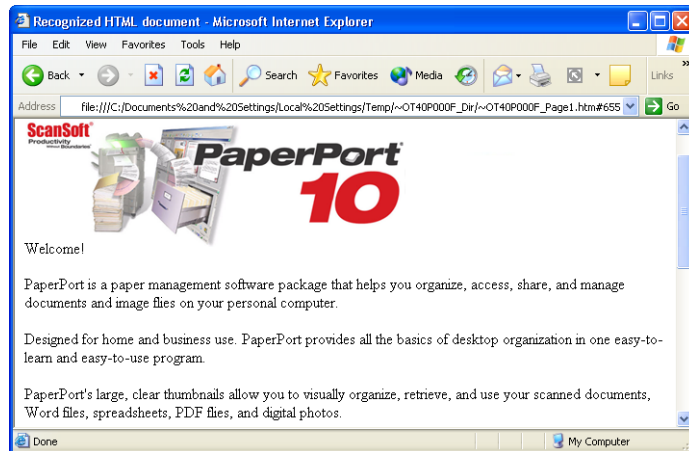 Recognized HTML document - Microsoft Internet Explorer
File Edit View Favorites Tools Help
Back Search Favorites Media Links »
Address file:///C:/Documents%20and%20Settings/Local%20Settings/Temp/~OT40P000F_Dir/~OT40P000F_Page1.htm#655 Go
ScanSoft
Productivity
Without Boundaries
PaperPort
10
Welcome!
PaperPort is a paper management software package that helps you organize, access, share, and manage
documents and image flies on your personal computer.
Designed for home and business use. PaperPort provides all the basics of desktop organization in one easy-to-
learn and easy-to-use program.
PaperPort's large, clear thumbnails allow you to visually organize, retrieve, and use your scanned documents,
Word files, spreadsheets, PDF flies, and digital photos.
Done My Computer